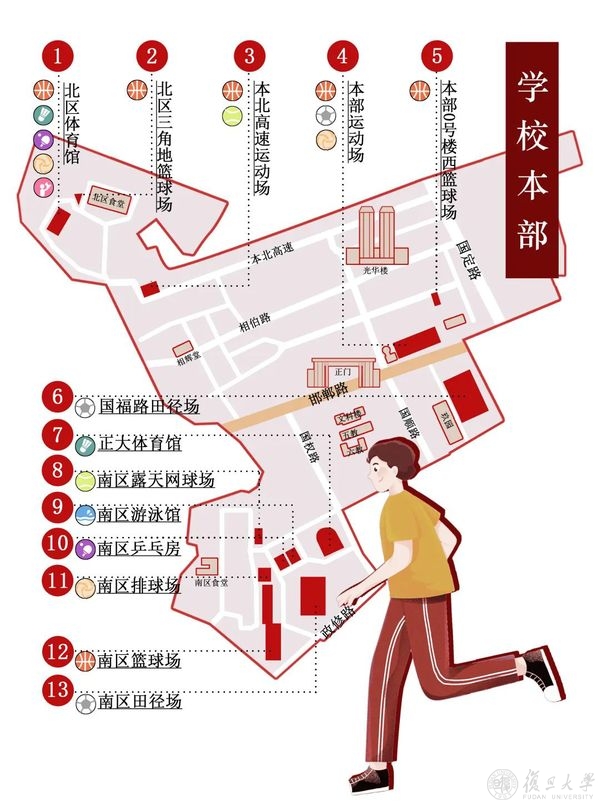 学校本部
1
北区体育馆
2
北区三角地篮球场
3
本北高速运动场
4
本部运动场
5
本部0号楼西篮球场
北区食堂
本北高速
光华楼
国定路
相伯路
相辉堂
正门
邯郸路
国权路
文科楼
五教
六教
国顺路
6
国福路田径场
7
正大体育馆
8
南区露天网球场
9
南区游泳馆
10
南区乒乓房
11
南区排球场
南区食堂
政修路
12
南区篮球场
13
南区田径场
復旦大學
FUDAN UNIVERSITY